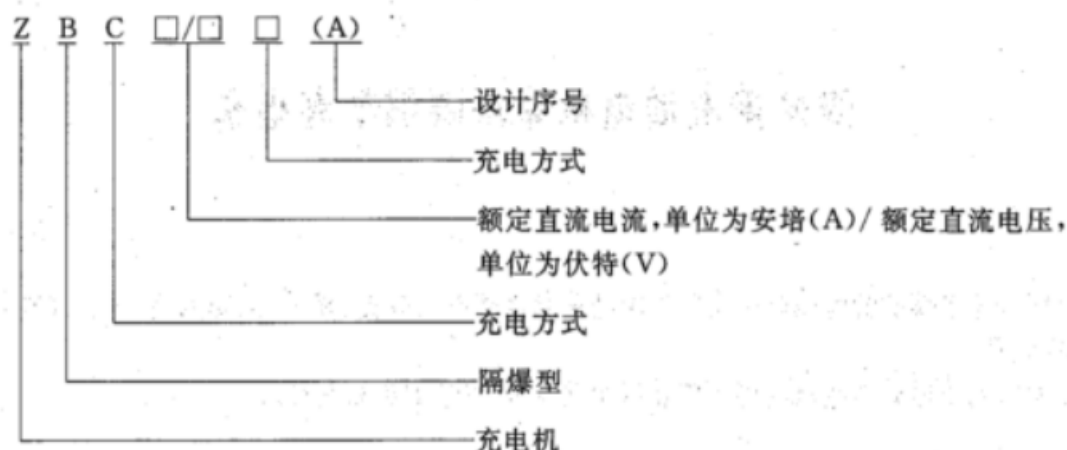 Z B C □/□ □ (A)
设计序号
充电方式
额定直流电流,单位为安培(A)/额定直流电压,
单位为伏特(V)
充电方式
隔爆型
充电机